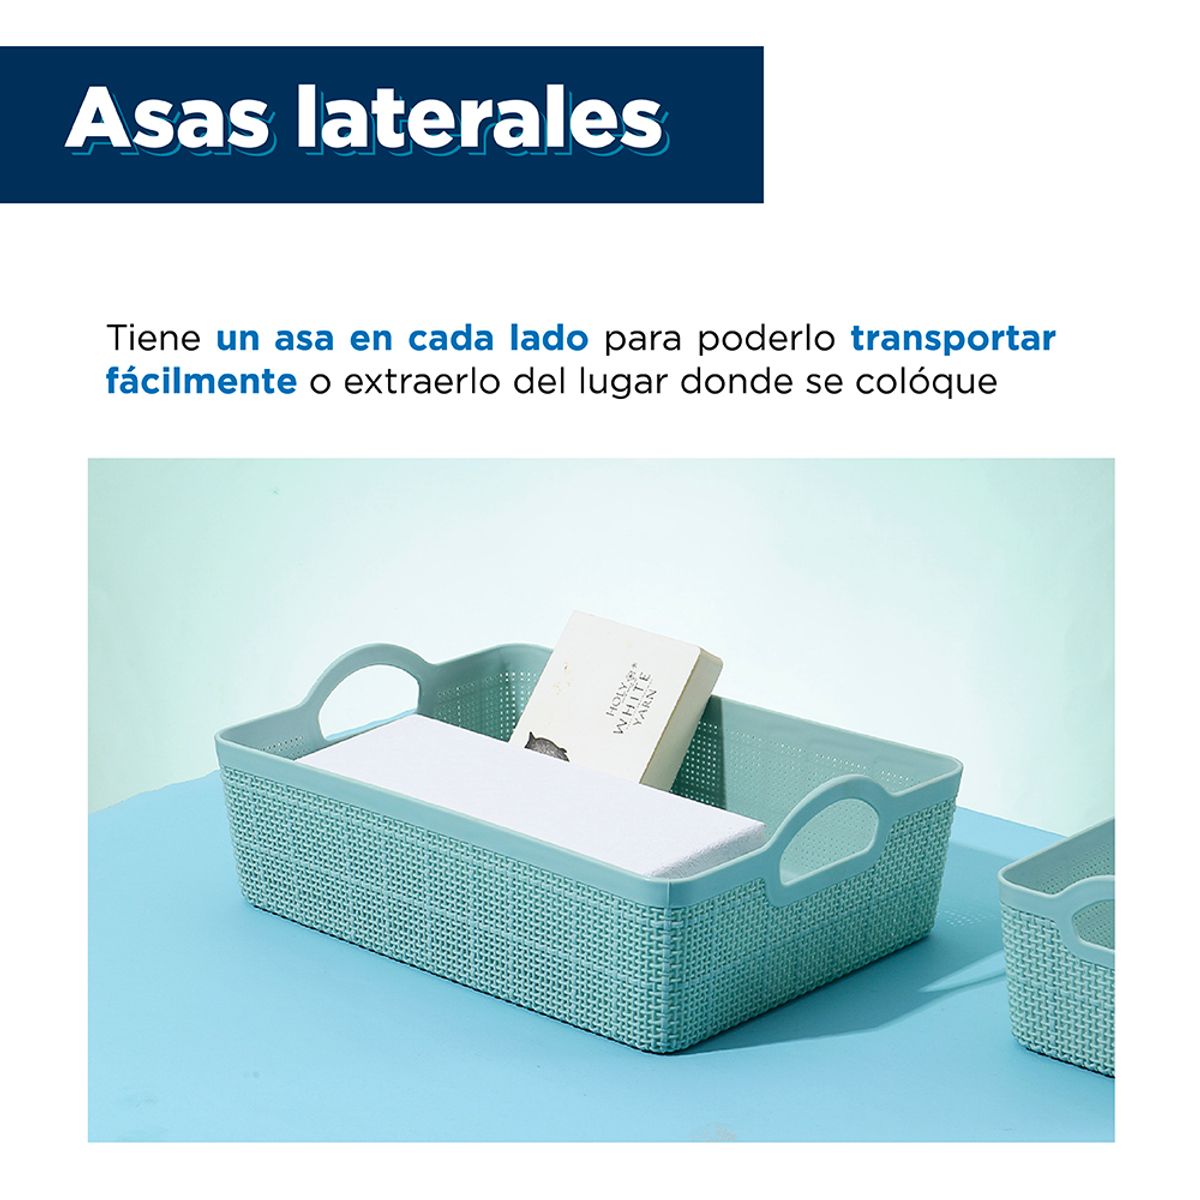 Asas laterales
Tiene un asa en cada lado para poderlo transportar
fácilmente o extraerlo del lugar donde se colóque
HOLY
WHITE
YARN